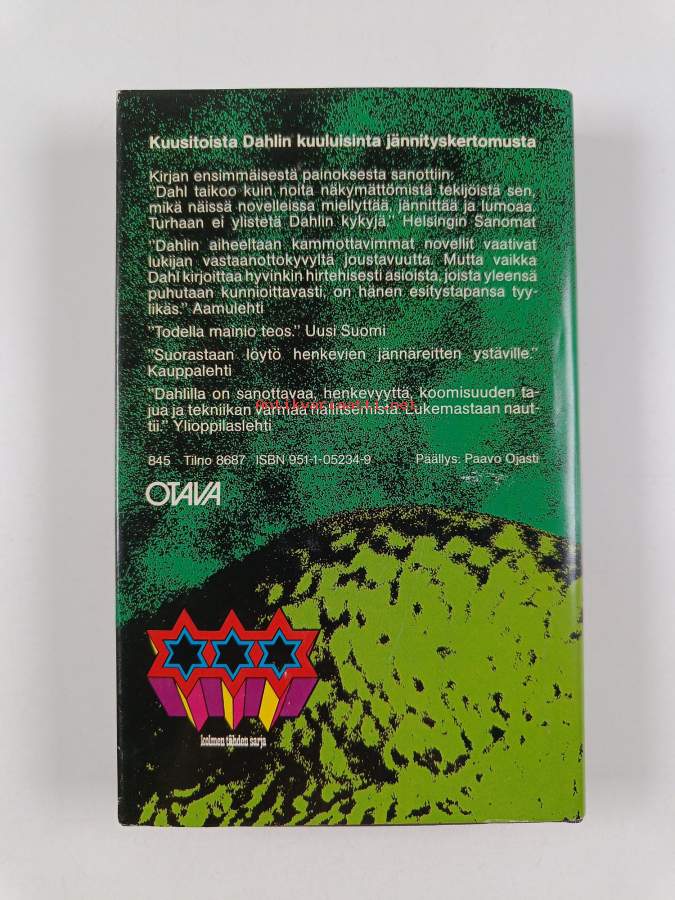 Kuusitoista Dahlin kuuluisinta jännityskertomusta
Kirjan ensimmäisestä painoksesta sanottiin:
"Dahl taikoo kuin noita näkymättömistä tekijöistä sen,
mikä näissä novelleissa miellyttää, jännittää ja lumoaa.
Turhaan ei ylistetä Dahlin kykyjä." Helsingin Sanomat
"Dahlin aiheeltaan kammottavimmat novellit vaativat
lukijan vastaanottokyvyltä joustavuutta. Mutta vaikka
Dahl kirjoittaa hyvinkin hirtehisesti asioista, joista yleensä
puhutaan kunnioittavasti, on hänen esitystapansa tyy-
likäs." Aamulehti
"Todella mainio teos." Uusi Suomi
"Suorastaan löytö henkevien jännäreitten ystäville."
Kauppalehti
"Dahlilla on sanottavaa, henkevyyttä, koomisuuden ta-
jua ja tekniikan varmaa hallitsemista. Lukemastaan naut-
tii." Ylioppilaslehti
antikvariaatti.net
845 Tilno 8687 ISBN 951-1-05234-9 Päällys: Paavo Ojasti
OTAVA
kolmen tähden sarja